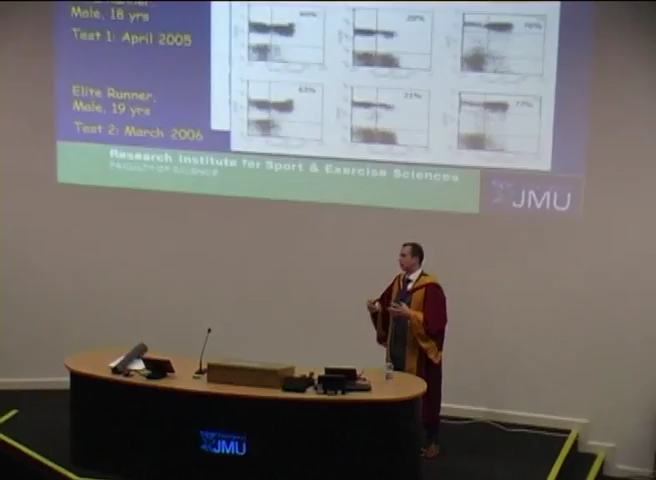 Male, 18 yrs
Test 1: April 2005
Elite Runner,
Male, 19 yrs
Test 2: March 2006
Research Institute for Sport & Exercise Sciences
FACULTY OF SCIENCE
JMU
JMU